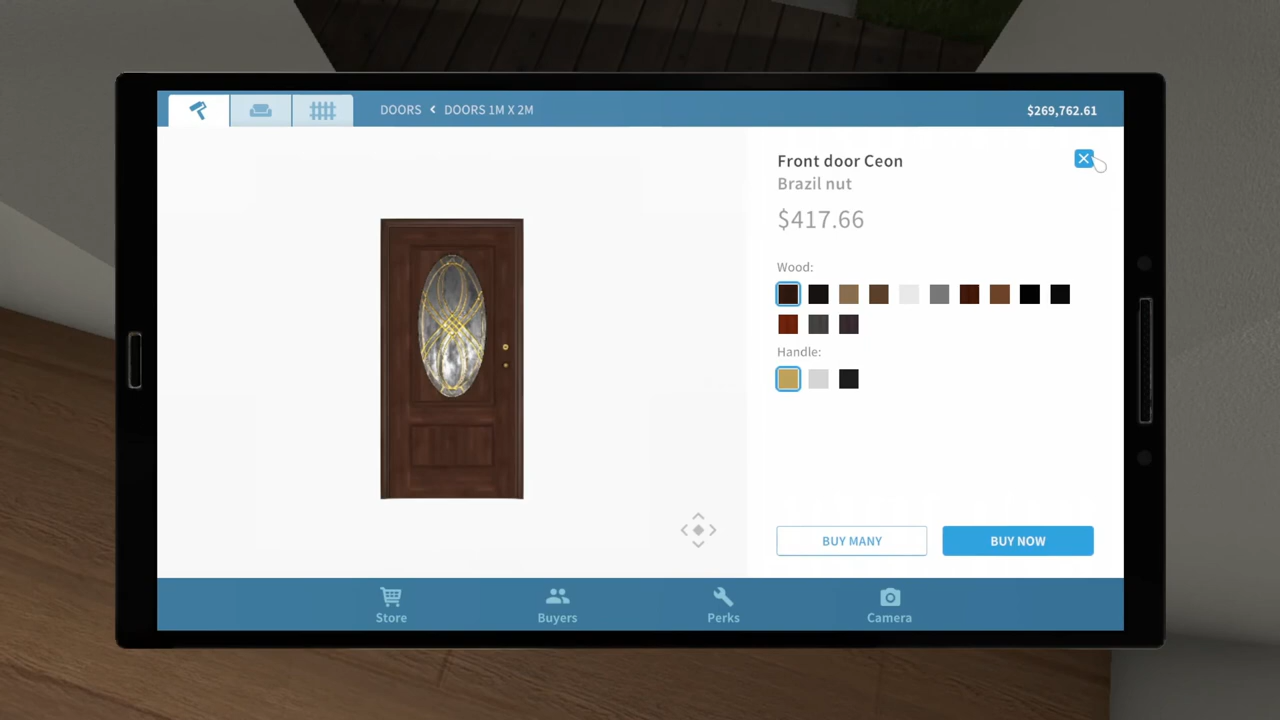 DOORS < DOORS 1M X 2M
$269,762.61
Front door Ceon
Brazil nut
$417.66
Wood:
Handle:
BUY MANY
BUY NOW
Store
Buyers
Perks
Camera